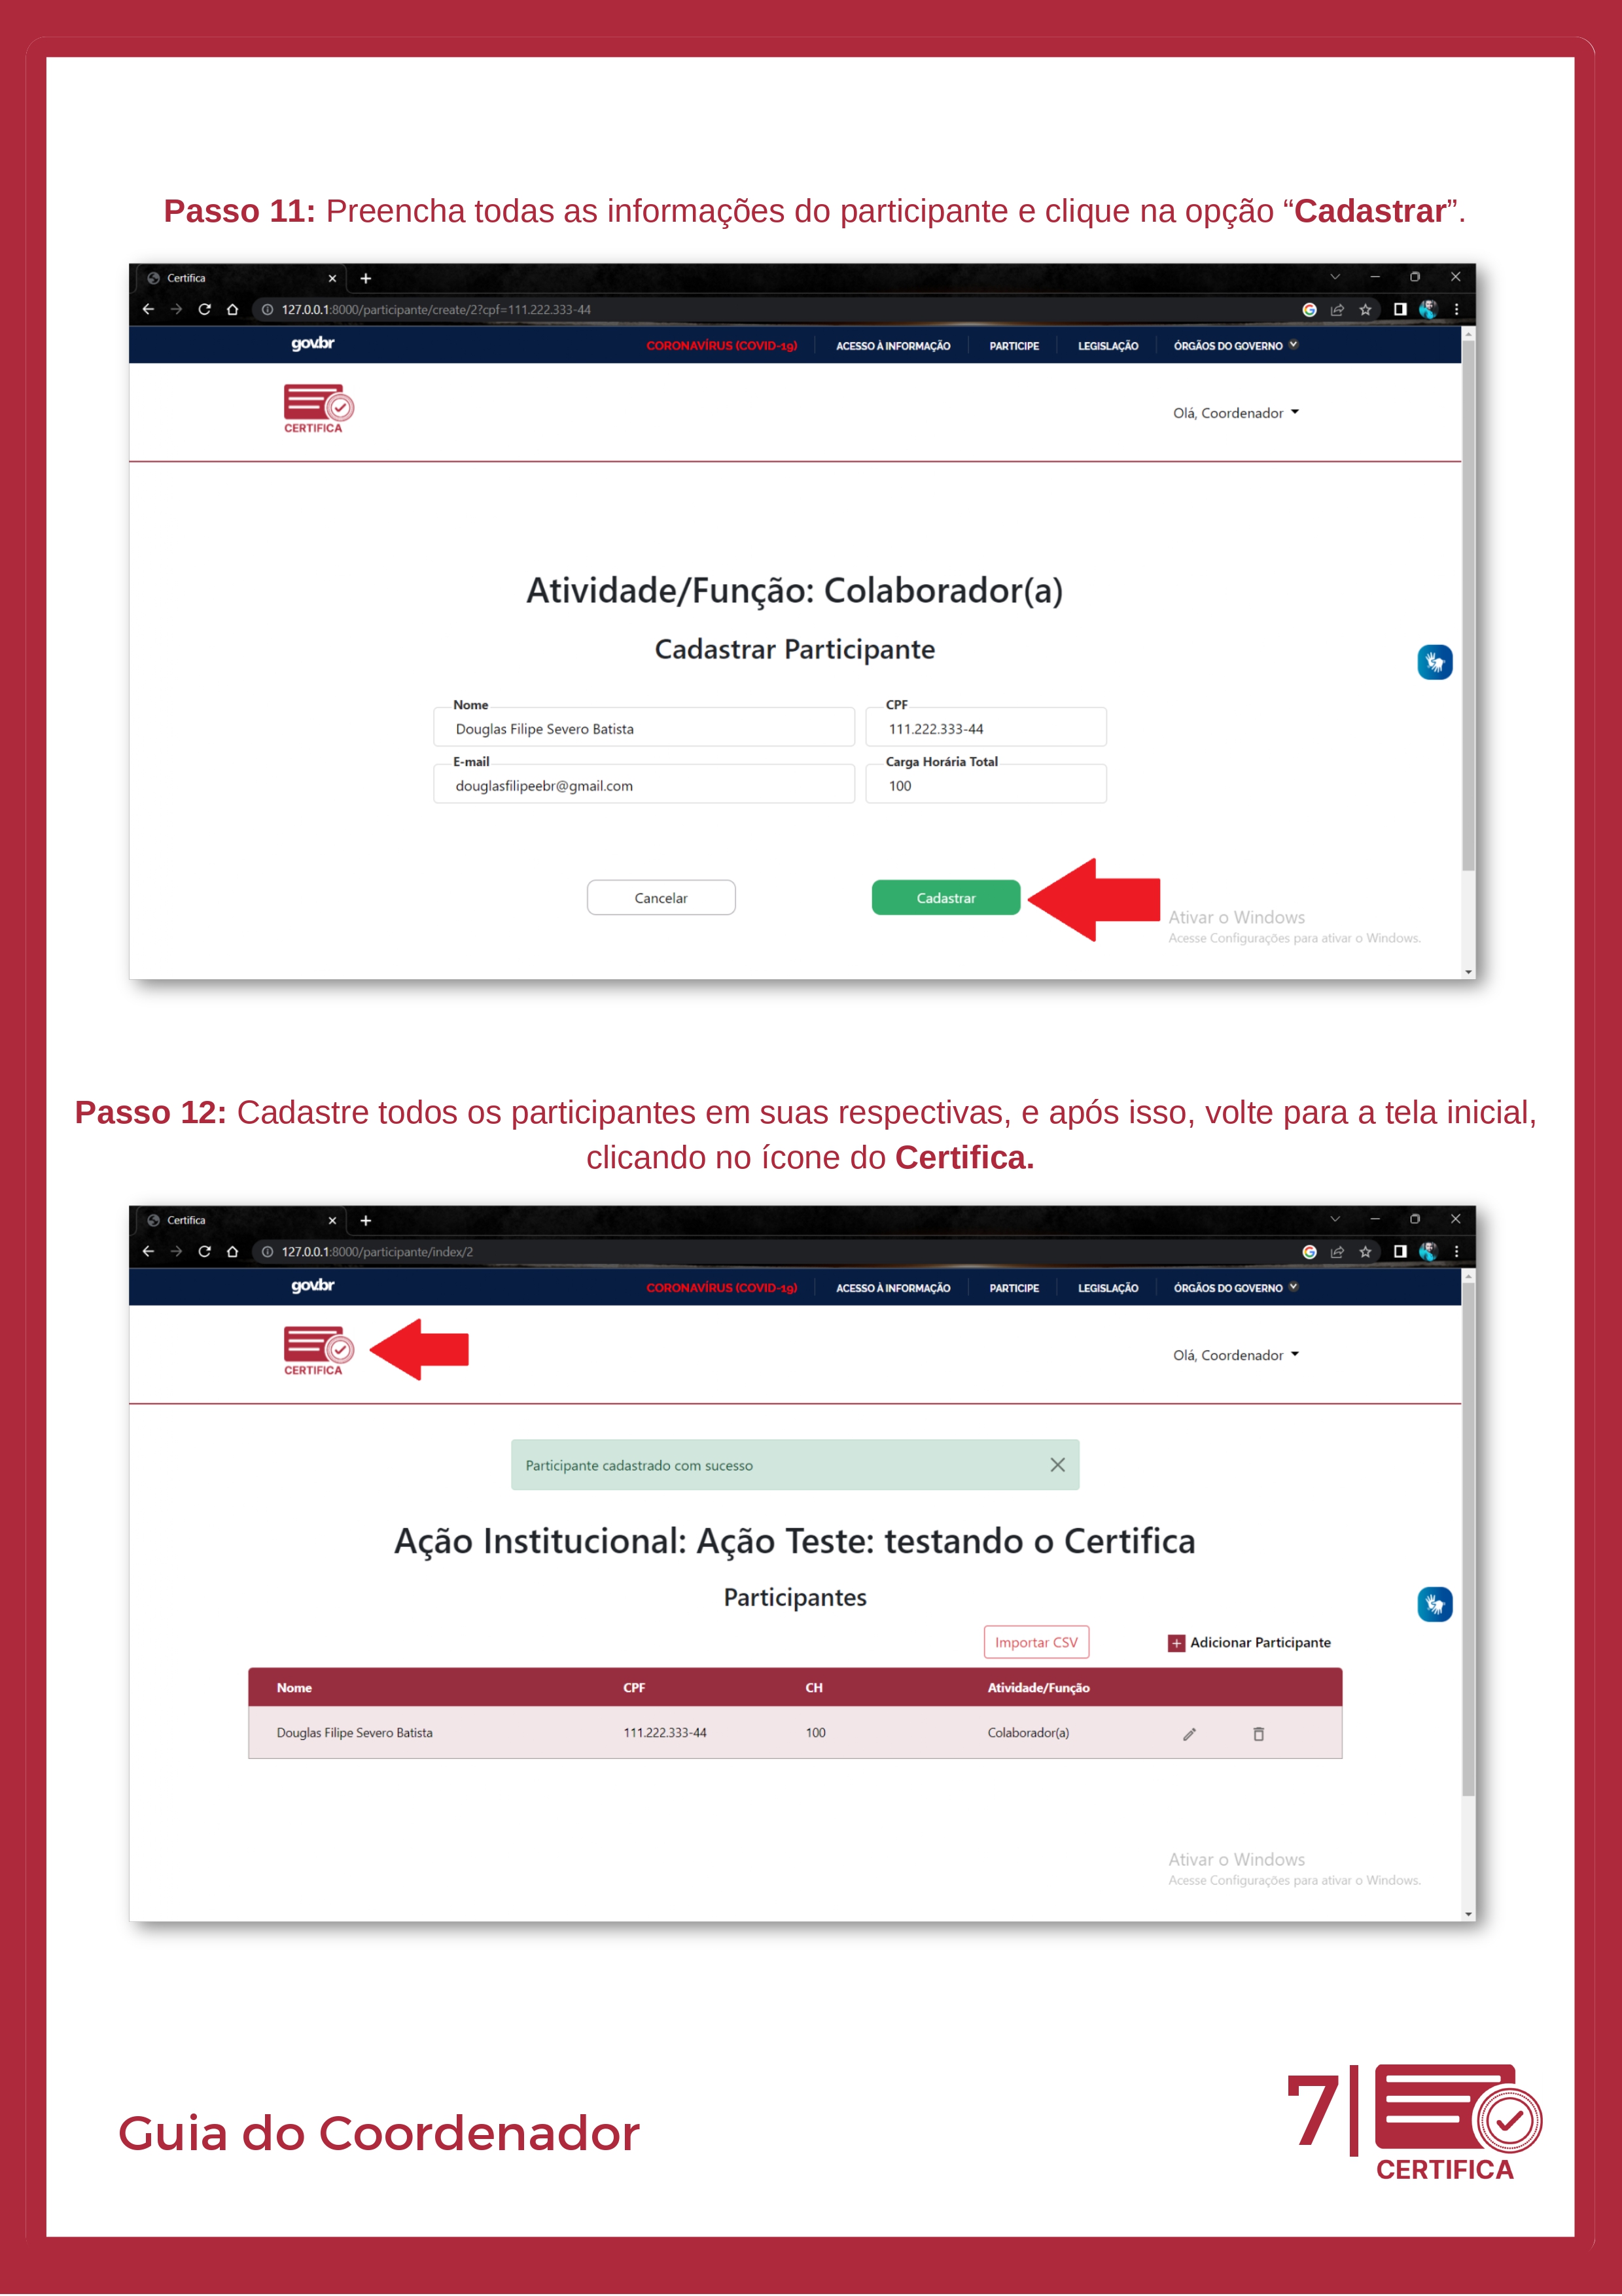 Passo 11: Preencha todas as informações do participante e clique na opção “Cadastrar”.
Certifica
127.0.0.1:8000/participante/create/2?cpf=111.222.333-44
gov.br
CORONAVÍRUS (COVID-19)
ACESSO À INFORMAÇÃO
PARTICIPE
LEGISLAÇÃO
ÓRGÃOS DO GOVERNO
CERTIFICA
Olá, Coordenador
Atividade/Função: Colaborador(a)
Cadastrar Participante
Nome
CPF
Douglas Filipe Severo Batista
111.222.333-44
E-mail
Carga Horária Total
douglasfilipeebr@gmail.com
100
Cancelar
Cadastrar
Ativar o Windows
Acesse Configurações para ativar o Windows.
Passo 12: Cadastre todos os participantes em suas respectivas, e após isso, volte para a tela inicial,
clicando no ícone do Certifica.
Certifica
127.0.0.1:8000/participante/index/2
gov.br
CORONAVÍRUS (COVID-19)
ACESSO À INFORMAÇÃO
PARTICIPE
LEGISLAÇÃO
ÓRGÃOS DO GOVERNO
CERTIFICA
Olá, Coordenador
Participante cadastrado com sucesso
Ação Institucional: Ação Teste: testando o Certifica
Participantes
Importar CSV
Adicionar Participante
Nome CPF CH Atividade/Função
Douglas Filipe Severo Batista 111.222.333-44 100 Colaborador(a)
Ativar o Windows
Acesse Configurações para ativar o Windows.
Guia do Coordenador
7
CERTIFICA